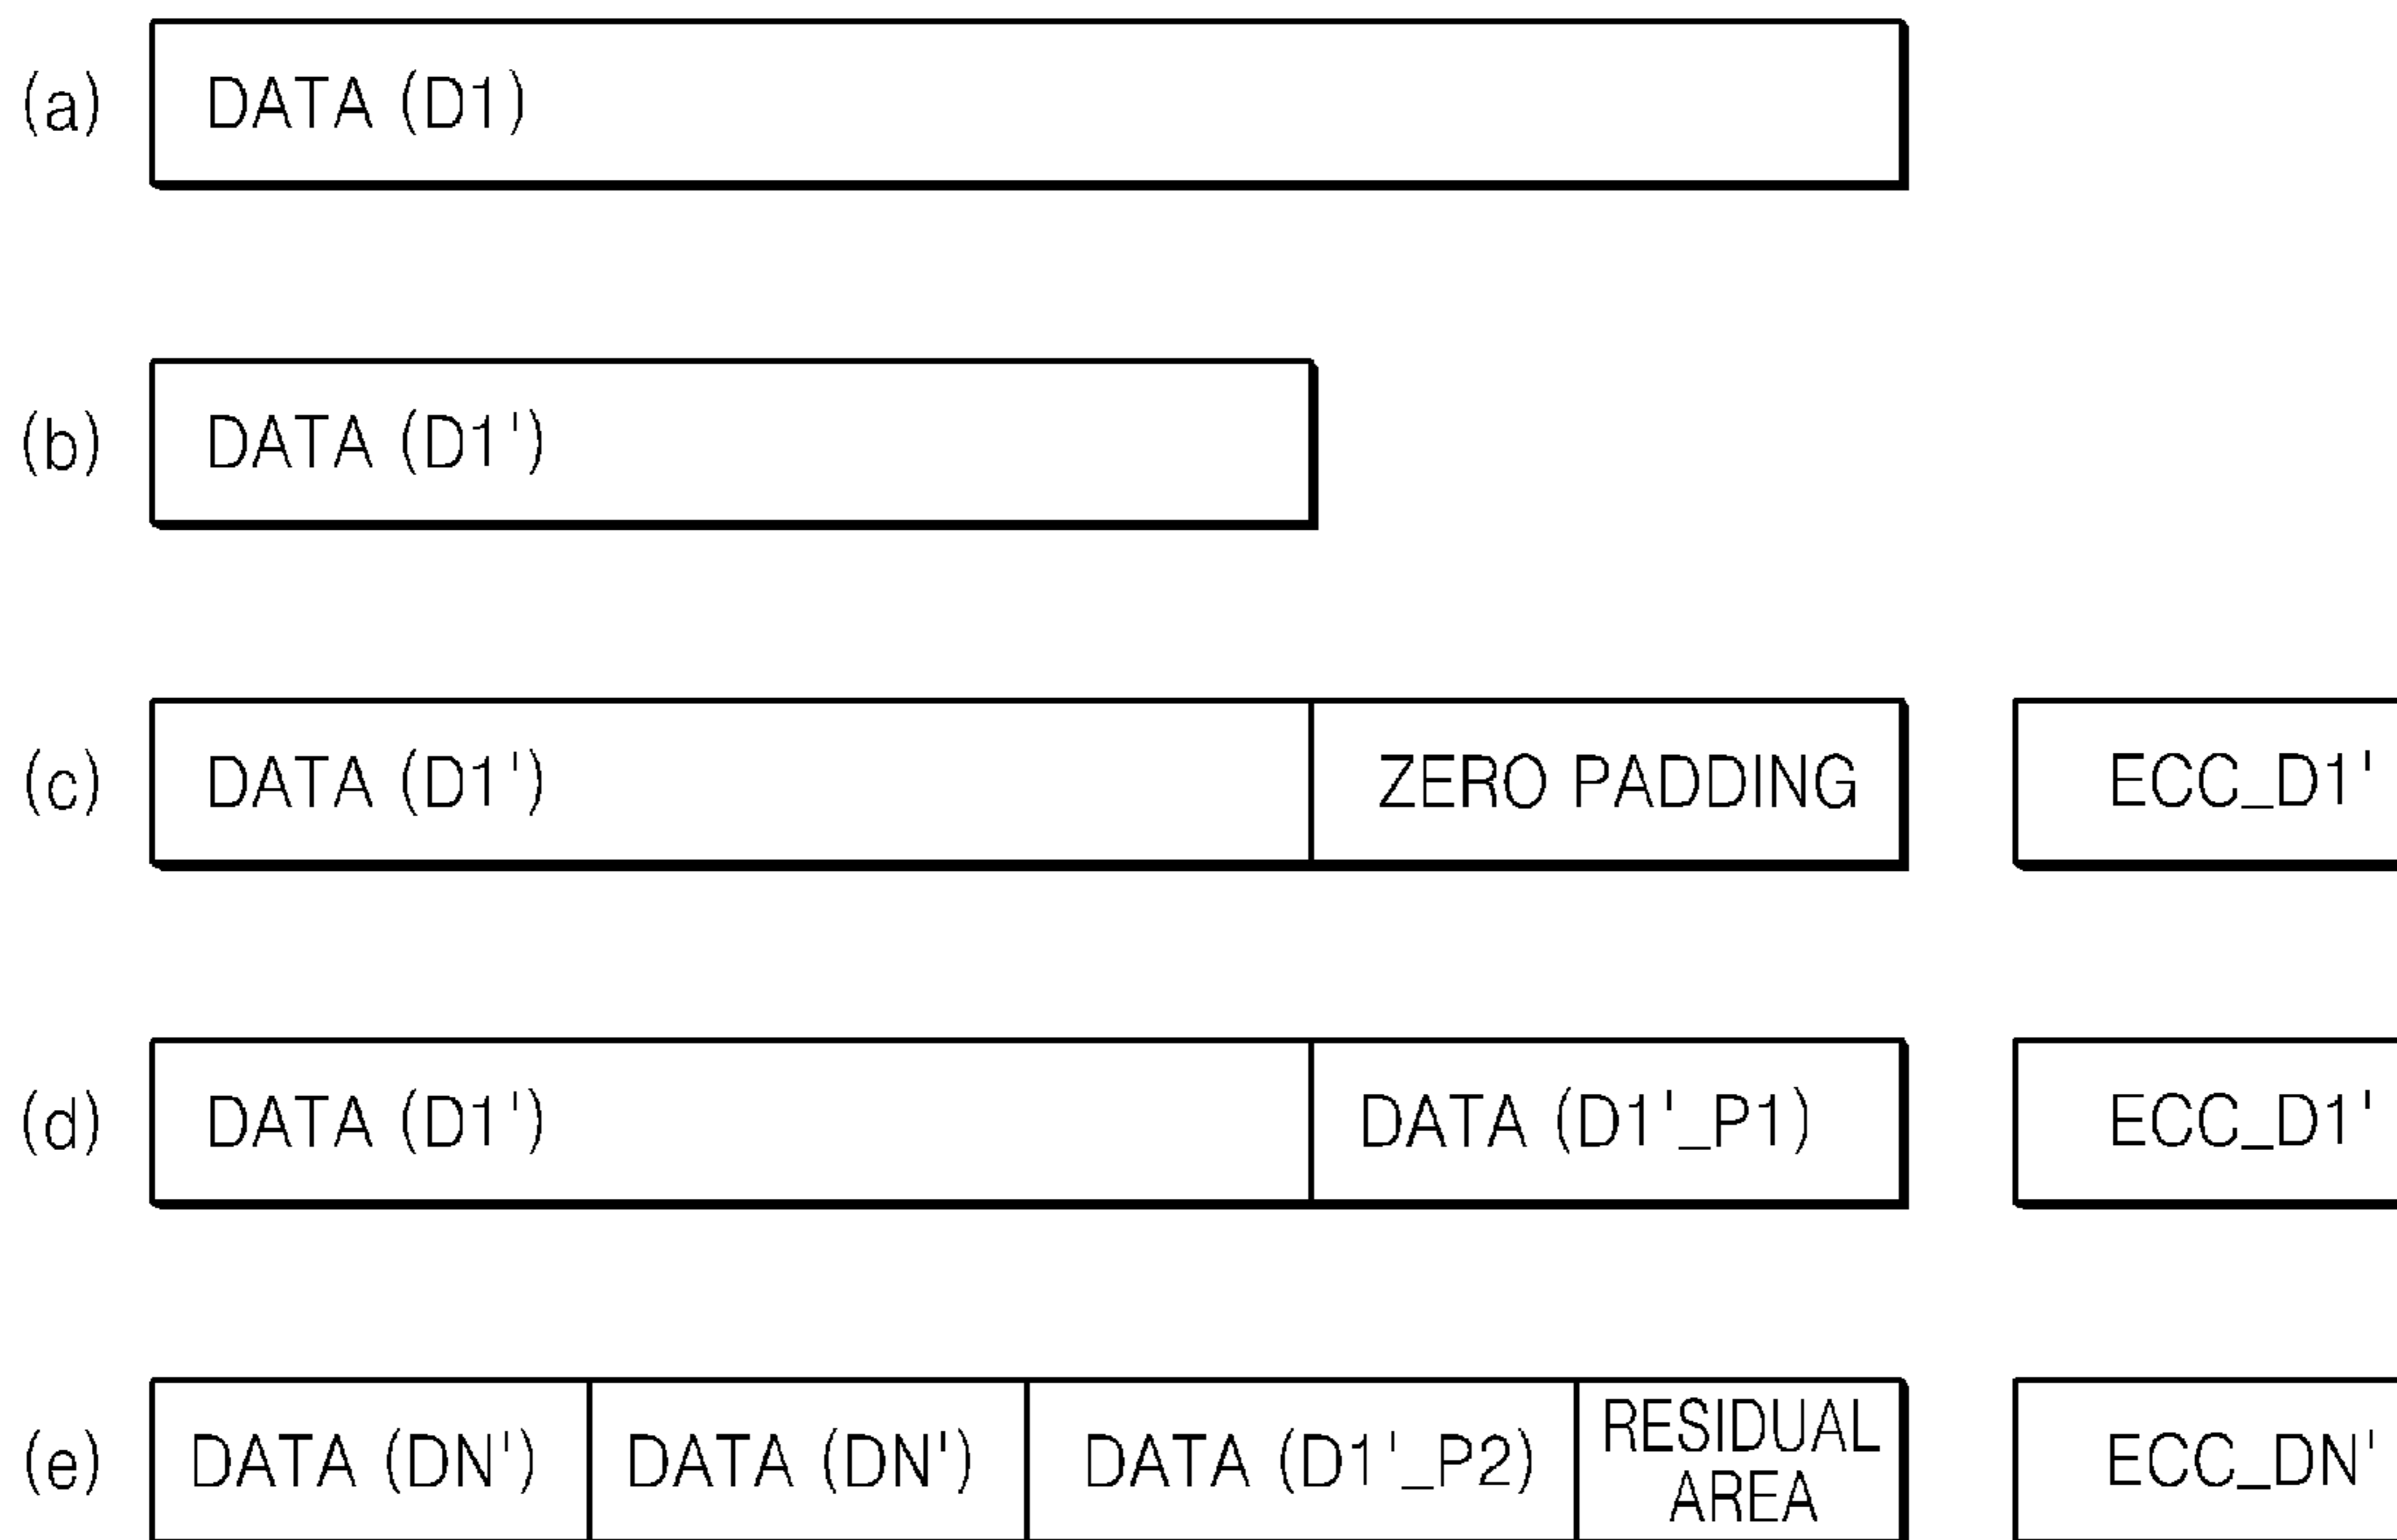 (a) DATA (D1)
(b) DATA (D1')
(c) DATA (D1') ZERO PADDING ECC_D1'
(d) DATA (D1') DATA (D1'_P1) ECC_D1'
(e) DATA (DN') DATA (DN') DATA (D1'_P2) RESIDUAL AREA ECC_DN'